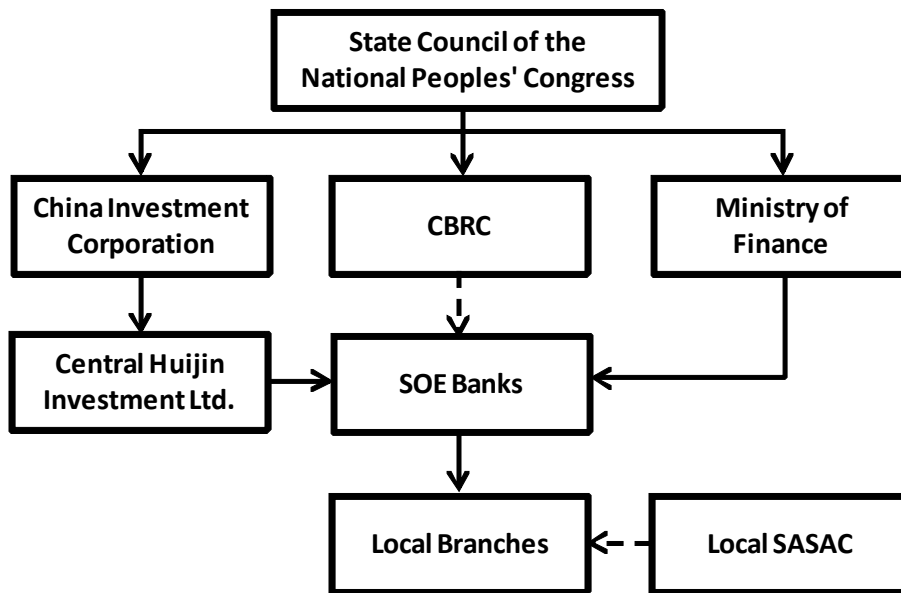 State Council of the
National Peoples' Congress
China Investment
Corporation
CBRC
Ministry of
Finance
Central Huijin
Investment Ltd.
SOE Banks
Local Branches
Local SASAC